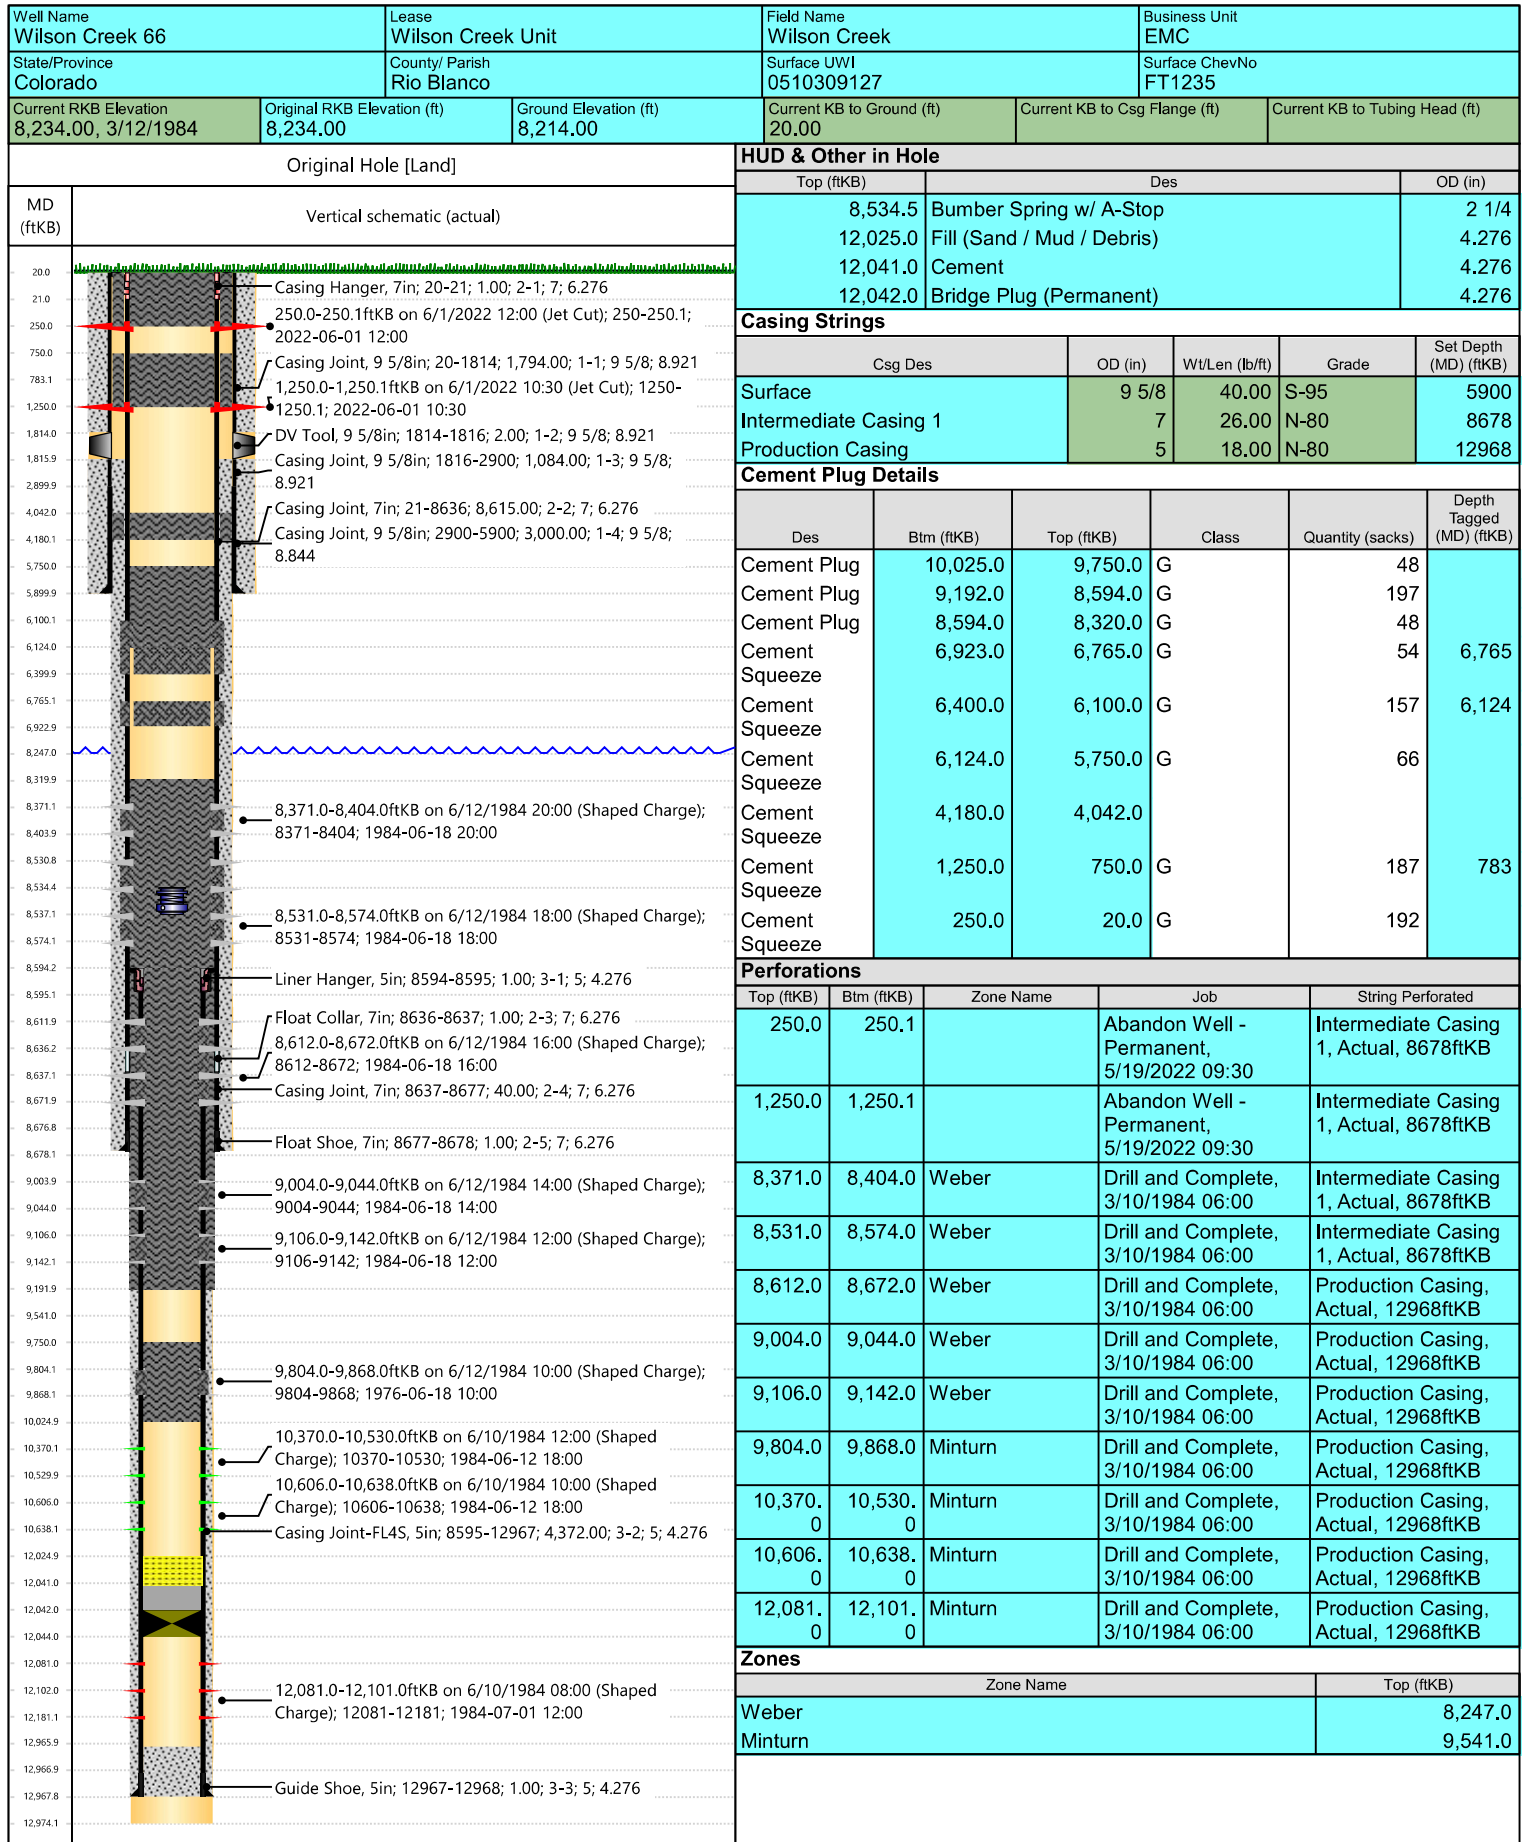 Well Name
Wilson Creek 66
Lease
Wilson Creek Unit
Field Name
Wilson Creek
Business Unit
EMC
State/Province
Colorado
County/ Parish
Rio Blanco
Surface UWI
0510309127
Surface ChevNo
FT1235
Current RKB Elevation
8,234.00, 3/12/1984
Original RKB Elevation (ft)
8,234.00
Ground Elevation (ft)
8,214.00
Current KB to Ground (ft)
20.00
Current KB to Csg Flange (ft)
Current KB to Tubing Head (ft)
Original Hole [Land]
MD
(ftKB)
Vertical schematic (actual)
20.0
21.0
250.0
750.0
783.1
1,250.0
1,814.0
1,815.9
2,899.9
4,042.0
4,180.1
5,750.0
5,899.9
6,100.1
6,124.0
6,399.9
6,765.1
6,922.9
8,247.0
8,319.9
8,371.1
8,403.9
8,530.8
8,534.4
8,537.1
8,574.1
8,594.2
8,595.1
8,611.9
8,636.2
8,637.1
8,671.9
8,676.8
8,678.1
9,003.9
9,044.0
9,106.0
9,142.1
9,191.9
9,541.0
9,750.0
9,804.1
9,868.1
10,024.9
10,370.1
10,529.9
10,606.0
10,638.1
12,024.9
12,041.0
12,042.0
12,044.0
12,081.0
12,102.0
12,181.1
12,965.9
12,966.9
12,967.8
12,974.1
Casing Hanger, 7in; 20-21; 1.00; 2-1; 7; 6.276
250.0-250.1ftKB on 6/1/2022 12:00 (Jet Cut); 250-250.1;
2022-06-01 12:00
Casing Joint, 9 5/8in; 20-1814; 1,794.00; 1-1; 9 5/8; 8.921
1,250.0-1,250.1ftKB on 6/1/2022 10:30 (Jet Cut); 1250-
1250.1; 2022-06-01 10:30
DV Tool, 9 5/8in; 1814-1816; 2.00; 1-2; 9 5/8; 8.921
Casing Joint, 9 5/8in; 1816-2900; 1,084.00; 1-3; 9 5/8;
8.921
Casing Joint, 7in; 21-8636; 8,615.00; 2-2; 7; 6.276
Casing Joint, 9 5/8in; 2900-5900; 3,000.00; 1-4; 9 5/8;
8.844
8,371.0-8,404.0ftKB on 6/12/1984 20:00 (Shaped Charge);
8371-8404; 1984-06-18 20:00
8,531.0-8,574.0ftKB on 6/12/1984 18:00 (Shaped Charge);
8531-8574; 1984-06-18 18:00
Liner Hanger, 5in; 8594-8595; 1.00; 3-1; 5; 4.276
Float Collar, 7in; 8636-8637; 1.00; 2-3; 7; 6.276
8,612.0-8,672.0ftKB on 6/12/1984 16:00 (Shaped Charge);
8612-8672; 1984-06-18 16:00
Casing Joint, 7in; 8637-8677; 40.00; 2-4; 7; 6.276
Float Shoe, 7in; 8677-8678; 1.00; 2-5; 7; 6.276
9,004.0-9,044.0ftKB on 6/12/1984 14:00 (Shaped Charge);
9004-9044; 1984-06-18 14:00
9,106.0-9,142.0ftKB on 6/12/1984 12:00 (Shaped Charge);
9106-9142; 1984-06-18 12:00
9,804.0-9,868.0ftKB on 6/12/1984 10:00 (Shaped Charge);
9804-9868; 1976-06-18 10:00
10,370.0-10,530.0ftKB on 6/10/1984 12:00 (Shaped
Charge); 10370-10530; 1984-06-12 18:00
10,606.0-10,638.0ftKB on 6/10/1984 10:00 (Shaped
Charge); 10606-10638; 1984-06-12 18:00
Casing Joint-FL4S, 5in; 8595-12967; 4,372.00; 3-2; 5; 4.276
12,081.0-12,101.0ftKB on 6/10/1984 08:00 (Shaped
Charge); 12081-12181; 1984-07-01 12:00
Guide Shoe, 5in; 12967-12968; 1.00; 3-3; 5; 4.276
HUD & Other in Hole
Top (ftKB) Des OD (in)
8,534.5 Bumber Spring w/ A-Stop 2 1/4
12,025.0 Fill (Sand / Mud / Debris) 4.276
12,041.0 Cement 4.276
12,042.0 Bridge Plug (Permanent) 4.276
Casing Strings
Csg Des OD (in) Wt/Len (lb/ft) Grade Set Depth
(MD) (ftKB)
Surface 9 5/8 40.00 S-95 5900
Intermediate Casing 1 7 26.00 N-80 8678
Production Casing 5 18.00 N-80 12968
Cement Plug Details
Des Btm (ftKB) Top (ftKB) Class Quantity (sacks) Depth
Tagged
(MD) (ftKB)
Cement Plug 10,025.0 9,750.0 G 48
Cement Plug 9,192.0 8,594.0 G 197
Cement Plug 8,594.0 8,320.0 G 48
Cement 6,923.0 6,765.0 G 54 6,765
Squeeze
Cement 6,400.0 6,100.0 G 157 6,124
Squeeze
Cement 6,124.0 5,750.0 G 66
Squeeze
Cement 4,180.0 4,042.0
Squeeze
Cement 1,250.0 750.0 G 187 783
Squeeze
Cement 250.0 20.0 G 192
Squeeze
Perforations
Top (ftKB) Btm (ftKB) Zone Name Job String Perforated
250.0 250.1 Abandon Well - Intermediate Casing
Permanent, 1, Actual, 8678ftKB
5/19/2022 09:30
1,250.0 1,250.1 Abandon Well - Intermediate Casing
Permanent, 1, Actual, 8678ftKB
5/19/2022 09:30
8,371.0 8,404.0 Weber Drill and Complete, Intermediate Casing
3/10/1984 06:00 1, Actual, 8678ftKB
8,531.0 8,574.0 Weber Drill and Complete, Intermediate Casing
3/10/1984 06:00 1, Actual, 8678ftKB
8,612.0 8,672.0 Weber Drill and Complete, Production Casing,
3/10/1984 06:00 Actual, 12968ftKB
9,004.0 9,044.0 Weber Drill and Complete, Production Casing,
3/10/1984 06:00 Actual, 12968ftKB
9,106.0 9,142.0 Weber Drill and Complete, Production Casing,
3/10/1984 06:00 Actual, 12968ftKB
9,804.0 9,868.0 Minturn Drill and Complete, Production Casing,
3/10/1984 06:00 Actual, 12968ftKB
10,370. 10,530. Minturn Drill and Complete, Production Casing,
0 0 3/10/1984 06:00 Actual, 12968ftKB
10,606. 10,638. Minturn Drill and Complete, Production Casing,
0 0 3/10/1984 06:00 Actual, 12968ftKB
12,081. 12,101. Minturn Drill and Complete, Production Casing,
0 0 3/10/1984 06:00 Actual, 12968ftKB
Zones
Zone Name Top (ftKB)
Weber 8,247.0
Minturn 9,541.0